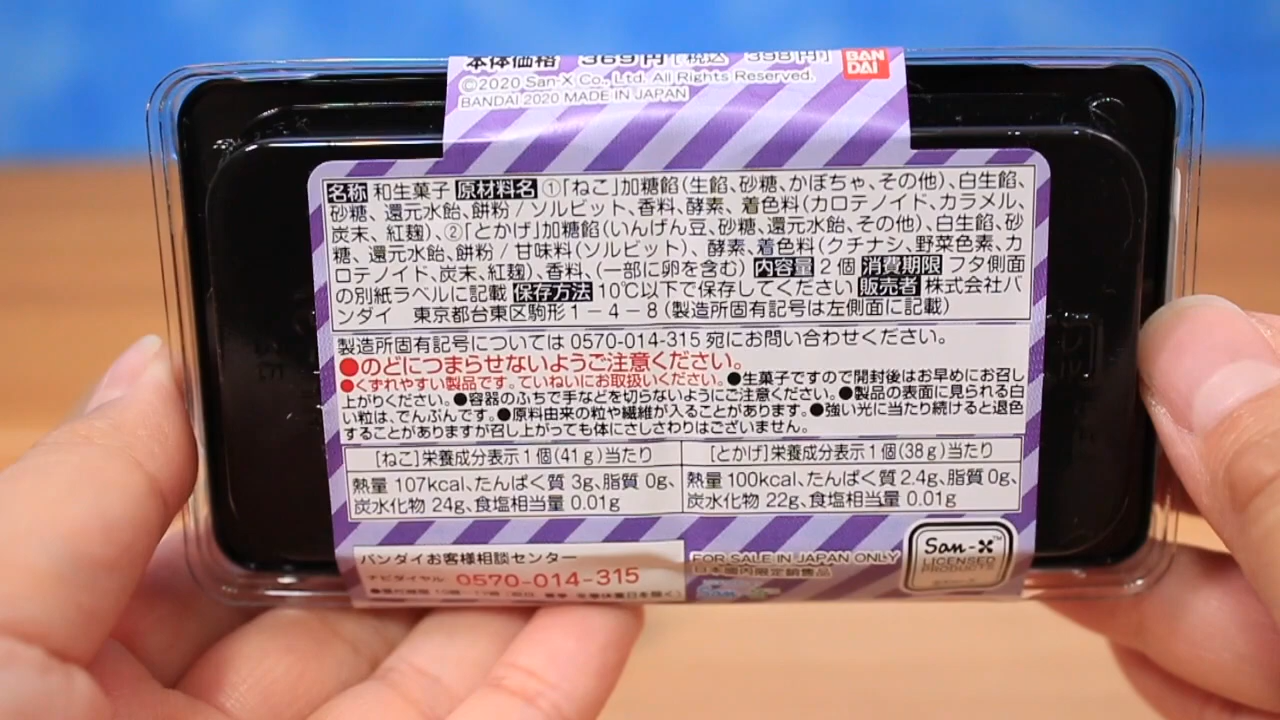 本体価格 369円[税込 398円]
BAN
DAI
©2020 San-X Co., Ltd. All Rights Reserved.
BANDAI 2020 MADE IN JAPAN
名称 和生菓子 原材料名 ①「ねこ」加糖餡(生餡、砂糖、かぼちゃ、その他)、白生餡、
砂糖、還元水飴、餅粉 / ソルビット、香料、酵素、着色料(カロテノイド、カラメル、
炭末、紅麹)、②「とかげ」加糖餡(いんげん豆、砂糖、還元水飴、その他)、白生餡、砂
糖、還元水飴、餅粉 / 甘味料(ソルビット)、酵素、着色料(クチナシ、野菜色素、カ
ロテノイド、炭末、紅麹)、香料、(一部に卵を含む) 内容量 2個 消費期限 フタ側面
の別紙ラベルに記載 保存方法 10℃以下で保存してください 販売者 株式会社バ
ンダイ 東京都台東区駒形1-4-8(製造所固有記号は左側面に記載)
製造所固有記号については 0570-014-315 宛にお問い合わせください。
●のどにつまらせないようご注意ください。
●くずれやすい製品です。ていねいにお取扱いください。●生菓子ですので開封後はお早めにお召し
上がりください。●容器のふちで手などを切らないようにご注意ください。●製品の表面に見られる白
い粒は、でんぷんです。●原料由来の粒や繊維が入ることがあります。●強い光に当たり続けると退色
することがありますが召し上がっても体にさしさわりはございません。
[ねこ]栄養成分表示1個(41g)当たり
熱量 107kcal、たんぱく質 3g、脂質 0g、
炭水化物 24g、食塩相当量 0.01g
[とかげ]栄養成分表示1個(38g)当たり
熱量 100kcal、たんぱく質 2.4g、脂質 0g、
炭水化物 22g、食塩相当量 0.01g
バンダイお客様相談センター
ナビダイヤル 0570-014-315
FOR SALE IN JAPAN ONLY
日本国内限定販売品
San-X™
LICENSED
PRODUCTS